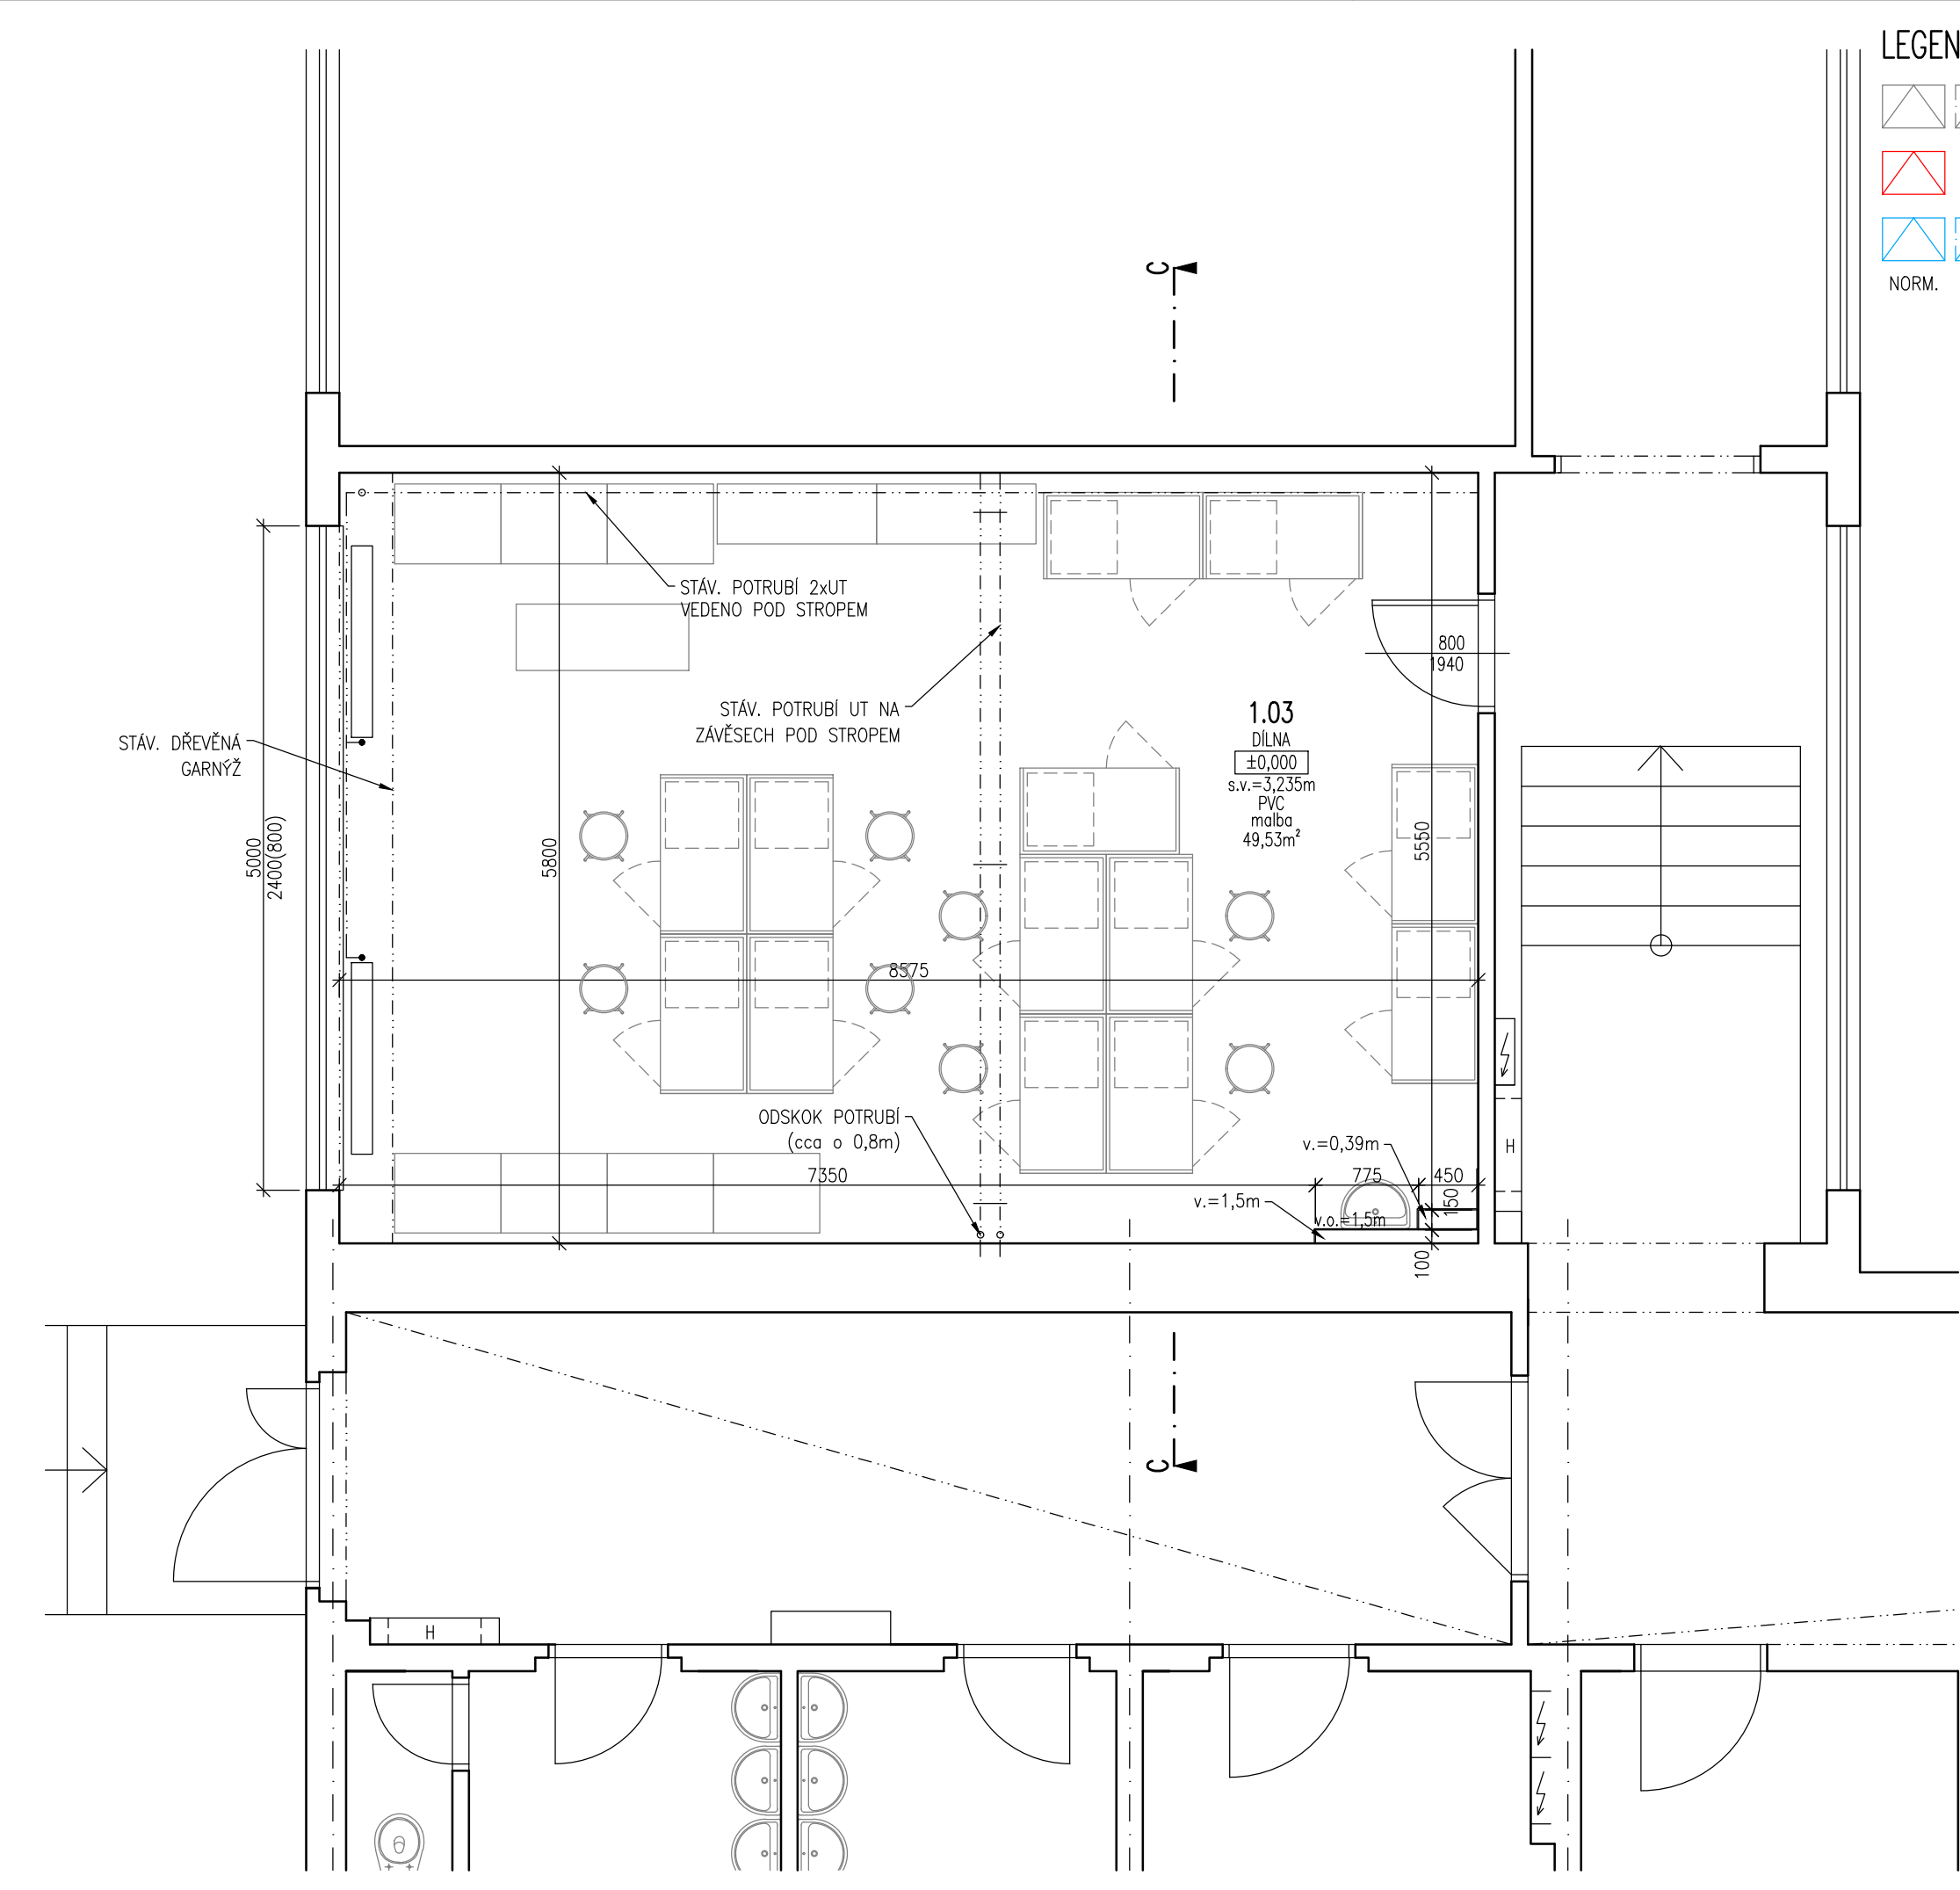 LEGEN
NORM.
C
STÁV. POTRUBÍ 2xUT
VEDENO POD STROPEM
800
1940
STÁV. POTRUBÍ UT NA
ZÁVĚSECH POD STROPEM
1.03
DÍLNA
±0,000
s.v.=3,235m
PVC
malba
49,53m²
STÁV. DŘEVĚNÁ
GARNÝŽ
5000
2400(800)
5800
5550
8575
ODSKOK POTRUBÍ
(cca o 0,8m)
v.=0,39m
H
7350
775
450
150
v.=1,5m
v.o.=1,5m
100
C
H